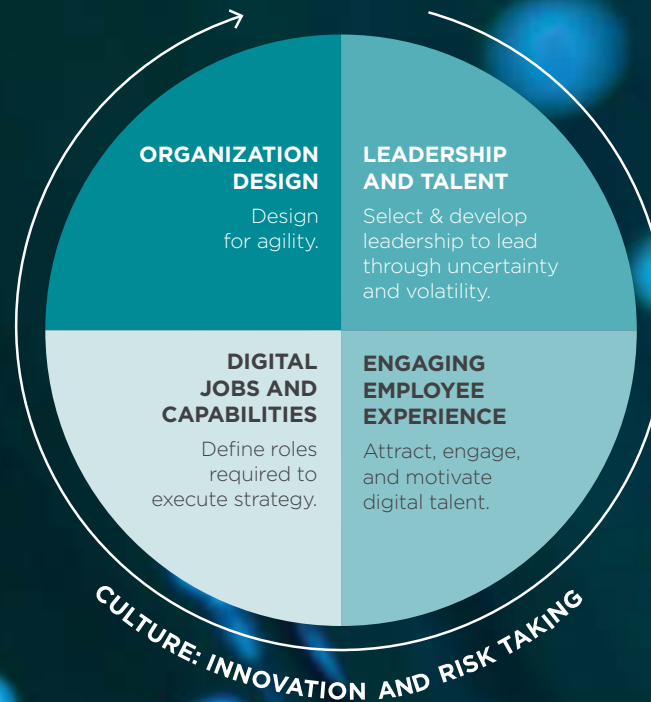 ORGANIZATION
DESIGN
Design
for agility.
LEADERSHIP
AND TALENT
Select & develop
leadership to lead
through uncertainty
and volatility.
DIGITAL
JOBS AND
CAPABILITIES
Define roles
required to
execute strategy.
ENGAGING
EMPLOYEE
EXPERIENCE
Attract, engage,
and motivate
digital talent.
CULTURE: INNOVATION AND RISK TAKING